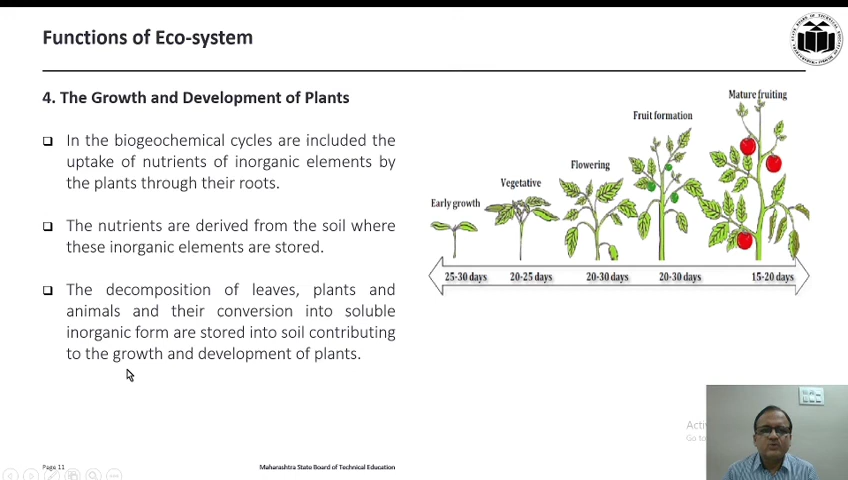 Functions of Eco-system
4. The Growth and Development of Plants
❑ In the biogeochemical cycles are included the
uptake of nutrients of inorganic elements by
the plants through their roots.
❑ The nutrients are derived from the soil where
these inorganic elements are stored.
❑ The decomposition of leaves, plants and
animals and their conversion into soluble
inorganic form are stored into soil contributing
to the growth and development of plants.
Early growth
Vegetative
Flowering
Fruit formation
Mature fruiting
25-30 days
20-25 days
20-30 days
20-30 days
15-20 days
Page 11
Maharashtra State Board of Technical Education
Go to